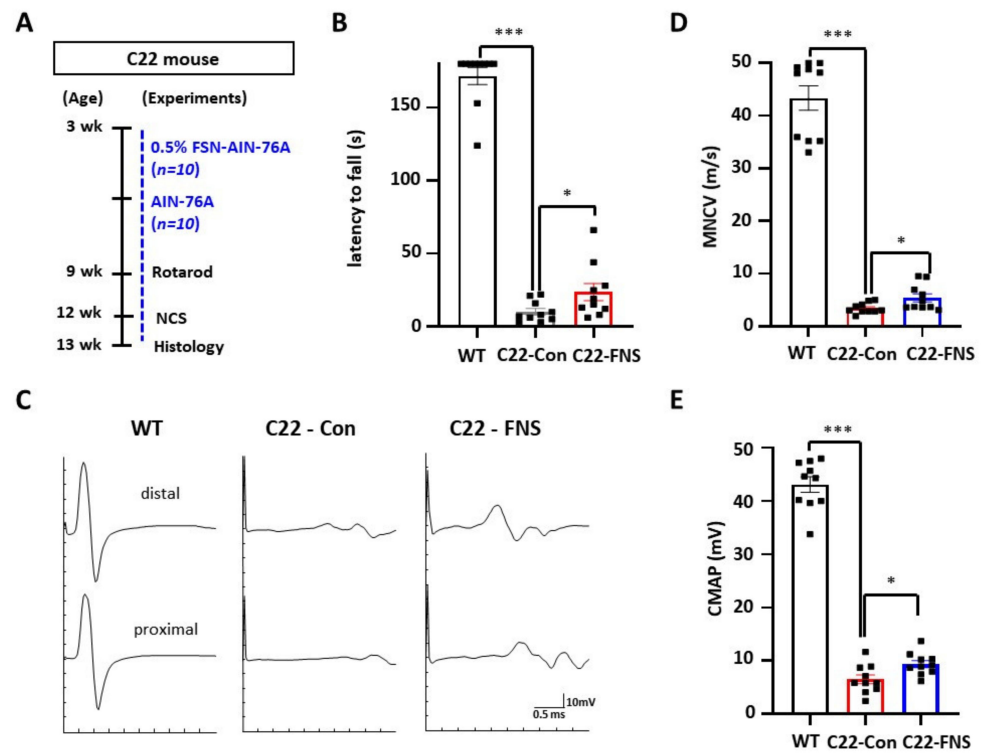 A
C22 mouse
(Age) (Experiments)
3 wk
0.5% FSN-AIN-76A
(n=10)
AIN-76A
(n=10)
9 wk Rotarod
12 wk NCS
13 wk Histology
B
***
*
latency to fall (s)
150
100
50
0
WT C22-Con C22-FNS
D
***
*
MNCV (m/s)
50
40
30
20
10
0
WT C22-Con C22-FNS
C
WT C22 - Con C22 - FNS
distal
proximal
10mV
0.5 ms
E
***
*
CMAP (mV)
50
40
30
20
10
0
WT C22-Con C22-FNS